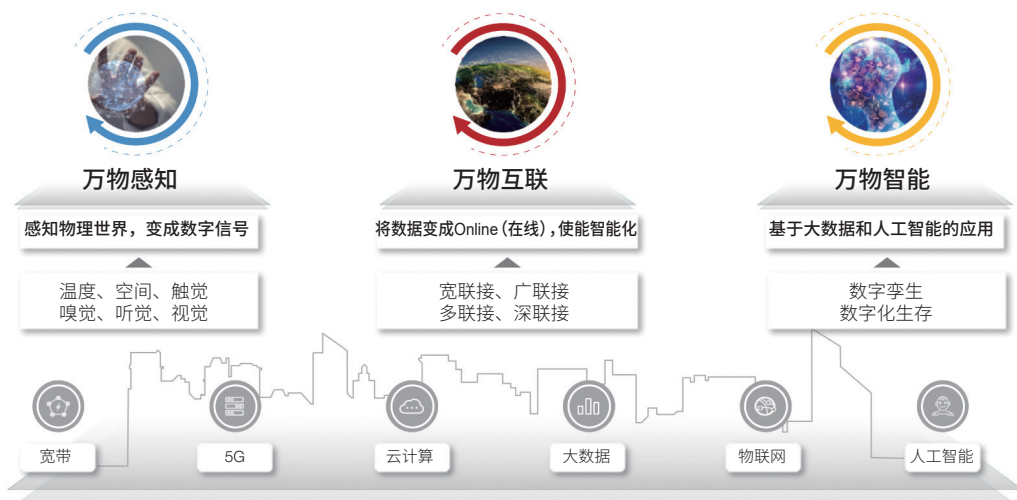 万物感知
万物互联
万物智能
感知物理世界，变成数字信号
将数据变成Online（在线），使能智能化
基于大数据和人工智能的应用
温度、空间、触觉
嗅觉、听觉、视觉
宽联接、广联接
多联接、深联接
数字孪生
数字化生存
宽带
5G
云计算
大数据
物联网
人工智能